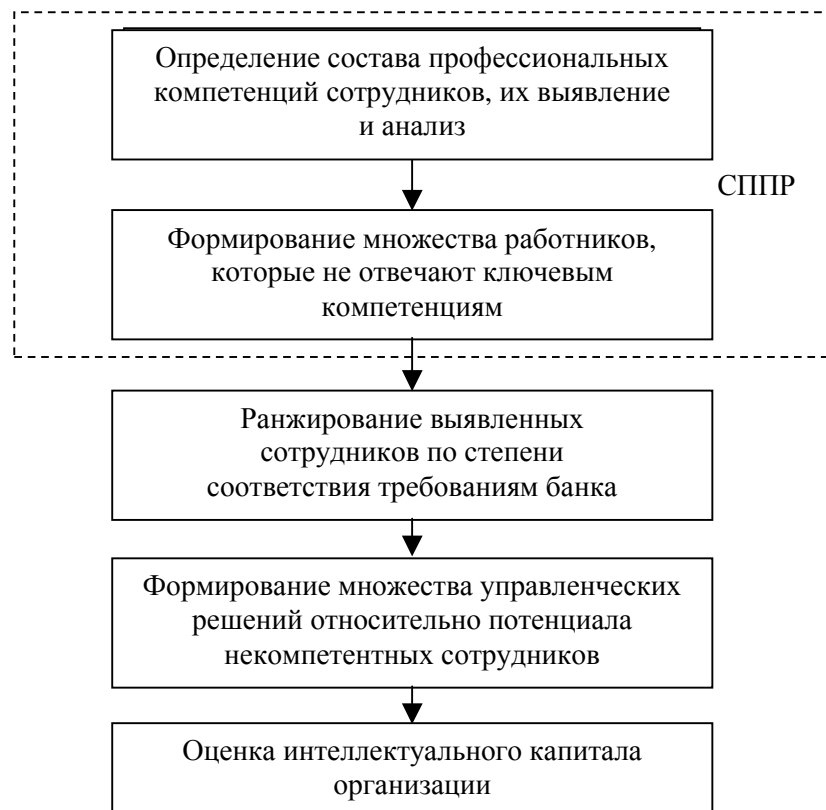 Определение состава профессиональных
компетенций сотрудников, их выявление
и анализ
СППР
Формирование множества работников,
которые не отвечают ключевым
компетенциям
Ранжирование выявленных
сотрудников по степени
соответствия требованиям банка
Формирование множества управленческих
решений относительно потенциала
некомпетентных сотрудников
Оценка интеллектуального капитала
организации